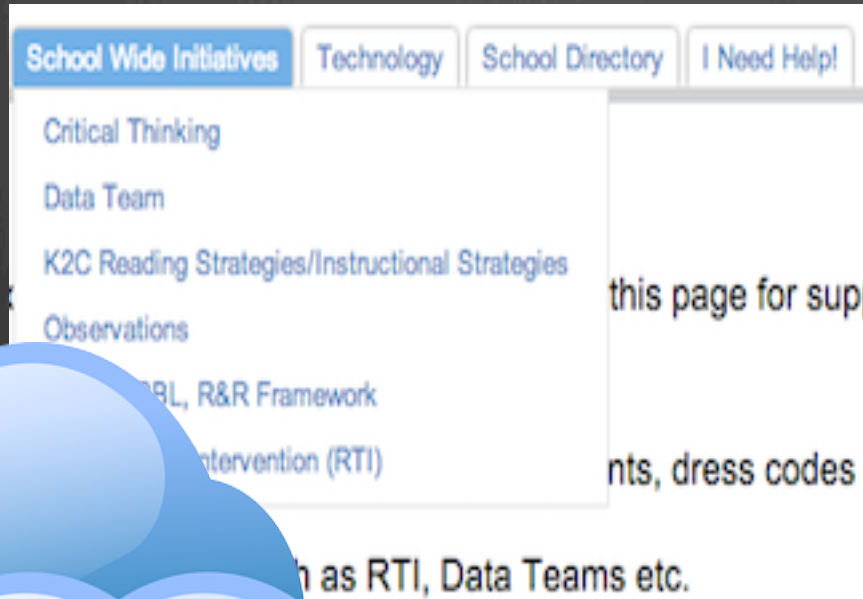 School Wide Initiatives Technology School Directory I Need Help!
Critical Thinking
Data Team
K2C Reading Strategies/Instructional Strategies
this page for sup
Observations
BL, R&R Framework
ntervention (RTI)
nts, dress codes
as RTI, Data Teams etc.